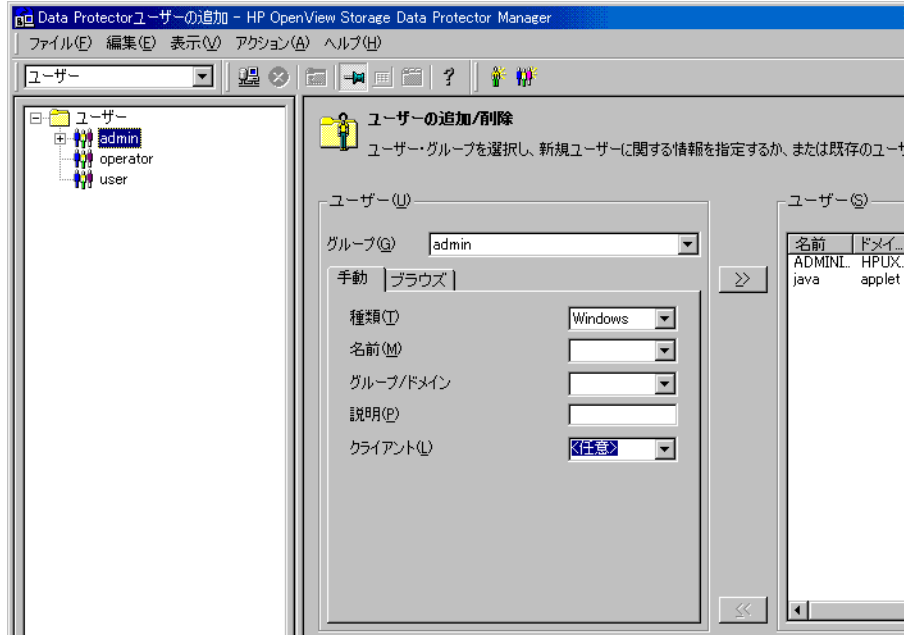 Data Protectorユーザーの追加 - HP OpenView Storage Data Protector Manager
ファイル(F) 編集(E) 表示(V) アクション(A) ヘルプ(H)
ユーザー
ユーザー
admin
operator
user
ユーザーの追加/削除
ユーザー・グループを選択し、新規ユーザーに関する情報を指定するか、または既存のユーザ
ユーザー(U)
グループ(G) admin
手動 ブラウズ
種類(T) Windows
名前(M)
グループ/ドメイン
説明(P)
クライアント(L) <任意>
>>
<<
ユーザー(S)
名前 ドメイ...
ADMINI... HPUX...
java applet